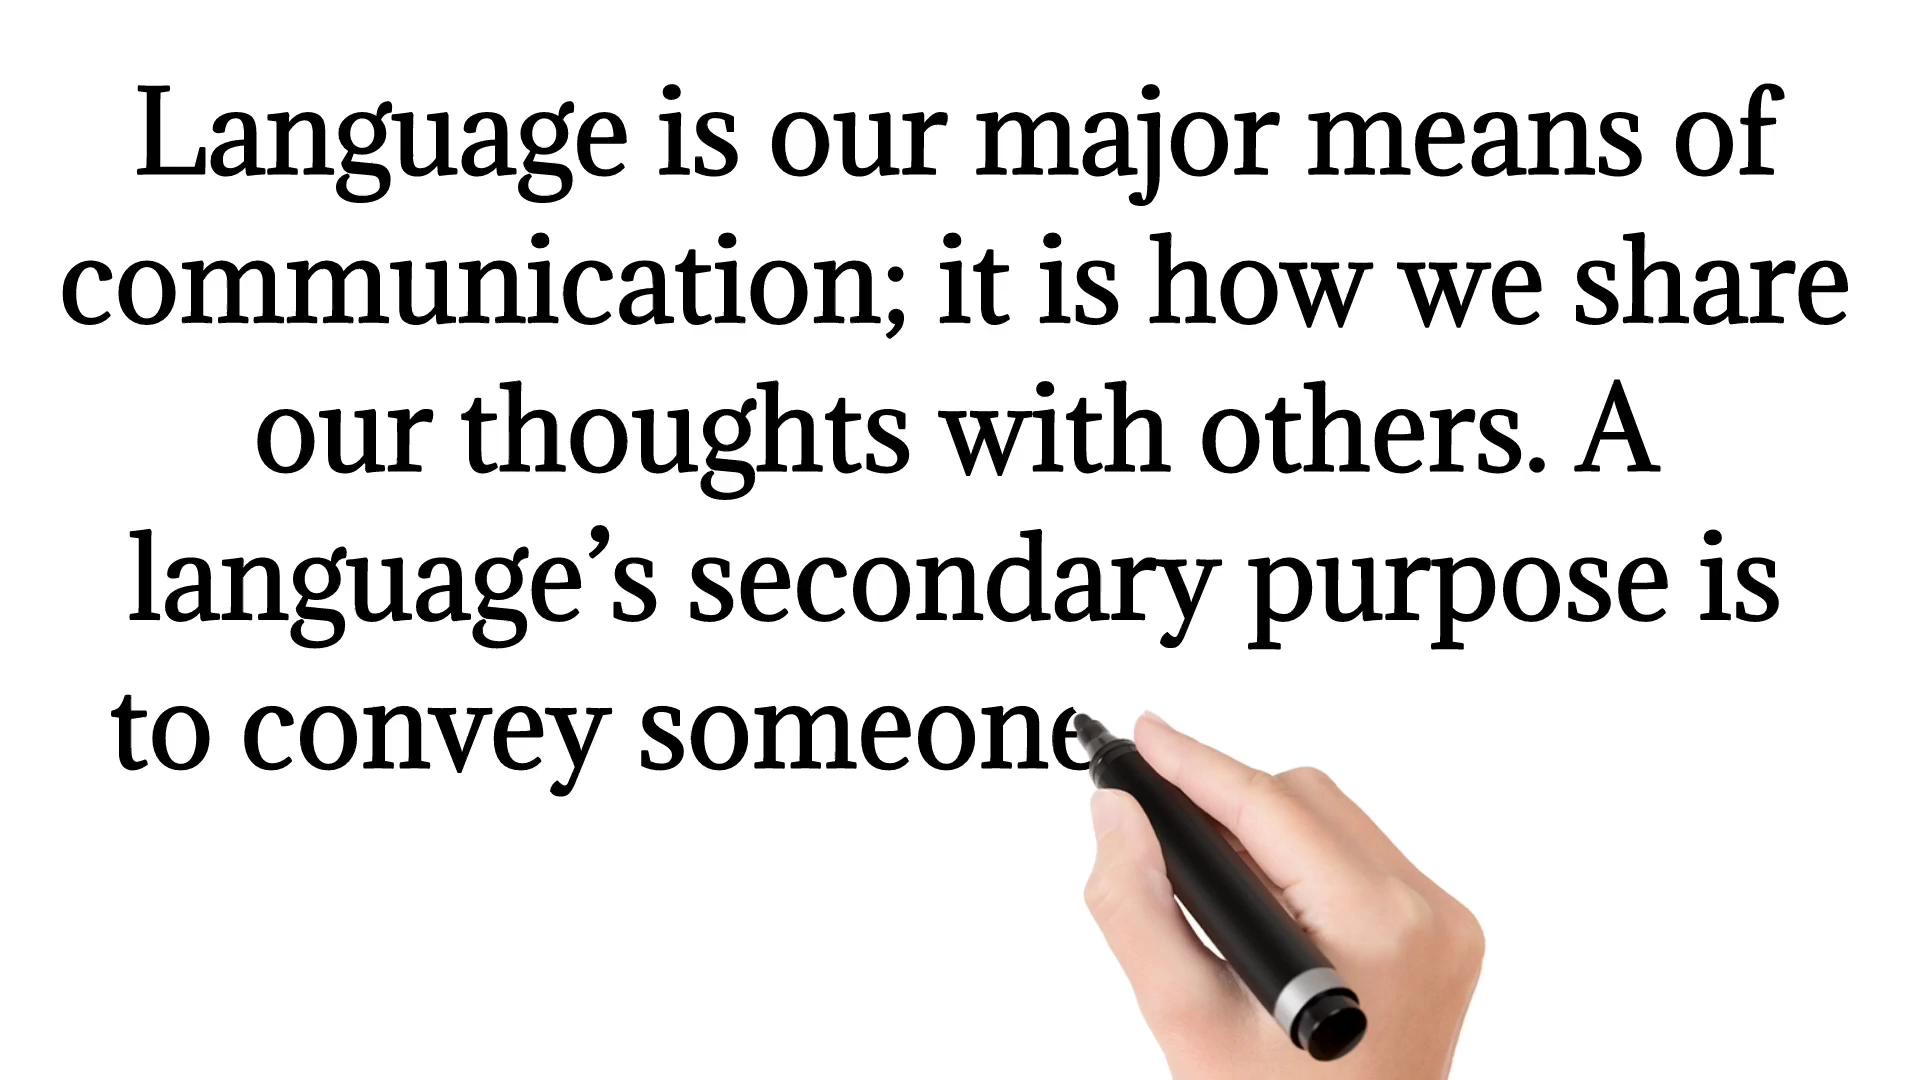 Language is our major means of
communication; it is how we share
our thoughts with others. A
language’s secondary purpose is
to convey someone